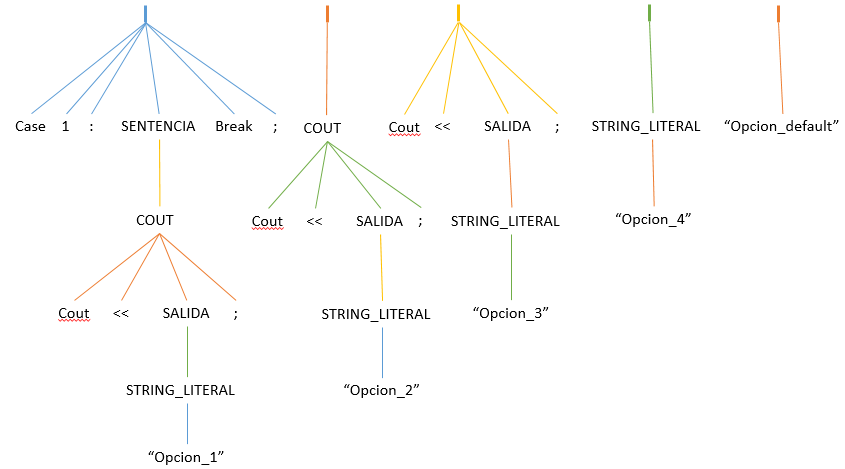 Case 1 : SENTENCIA Break ; COUT Cout << SALIDA ; STRING_LITERAL “Opcion_default”
COUT Cout << SALIDA ; STRING_LITERAL “Opcion_4”
Cout << SALIDA ; STRING_LITERAL “Opcion_3”
STRING_LITERAL “Opcion_2”
“Opcion_1”